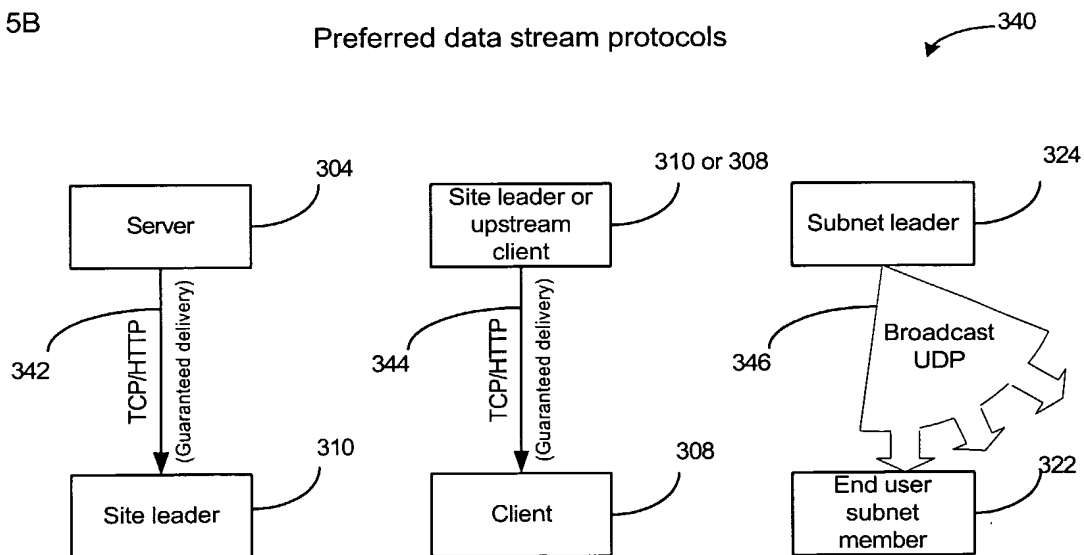 5B
Preferred data stream protocols
340
304
310 or 308
324
Server
Site leader or
upstream
client
Subnet leader
342
TCP/HTTP
(Guaranteed delivery)
344
TCP/HTTP
(Guaranteed delivery)
346
Broadcast
UDP
310
308
322
Site leader
Client
End user
subnet
member